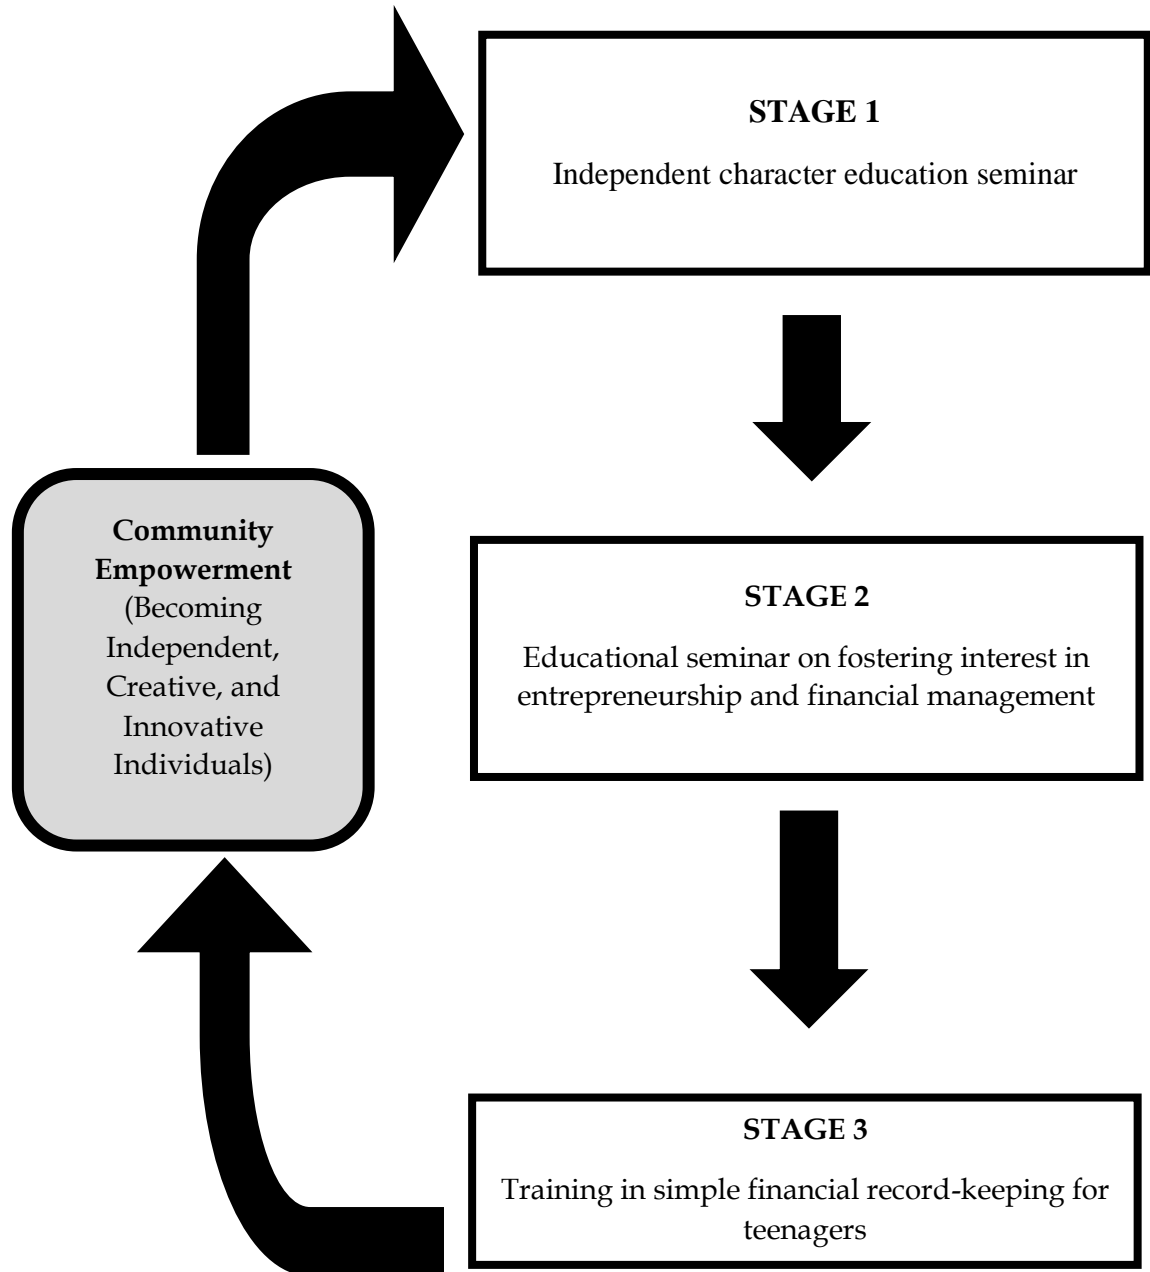 STAGE 1
Independent character education seminar
Community
Empowerment
(Becoming
Independent,
Creative, and
Innovative
Individuals)
STAGE 2
Educational seminar on fostering interest in
entrepreneurship and financial management
STAGE 3
Training in simple financial record-keeping for
teenagers